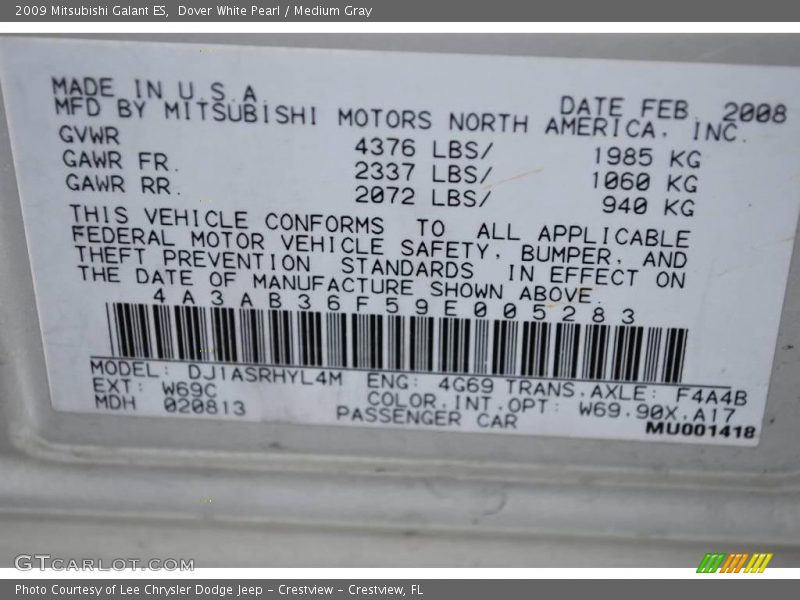 2009 Mitsubishi Galant ES,  Dover White Pearl / Medium Gray
MADE IN U.S.A DATE FEB. 2008
MFD BY MITSUBISHI MOTORS NORTH AMERICA, INC.
GVWR 4376 LBS/ 1985 KG
GAWR FR. 2337 LBS/ 1060 KG
GAWR RR. 2072 LBS/ 940 KG
THIS VEHICLE CONFORMS TO ALL APPLICABLE
FEDERAL MOTOR VEHICLE SAFETY, BUMPER, AND
THEFT PREVENTION STANDARDS IN EFFECT ON
THE DATE OF MANUFACTURE SHOWN ABOVE.
4A3AB36F59E005283
MODEL: DJ1ASRHYL4M ENG: 4G69 TRANS.AXLE: F4A4B
EXT: W69C COLOR.INT.OPT: W69.90X.A17
MDH 020813 PASSENGER CAR
MU001418
GTCARLOT.COM
Photo Courtesy of Lee Chrysler Dodge Jeep - Crestview - Crestview, FL